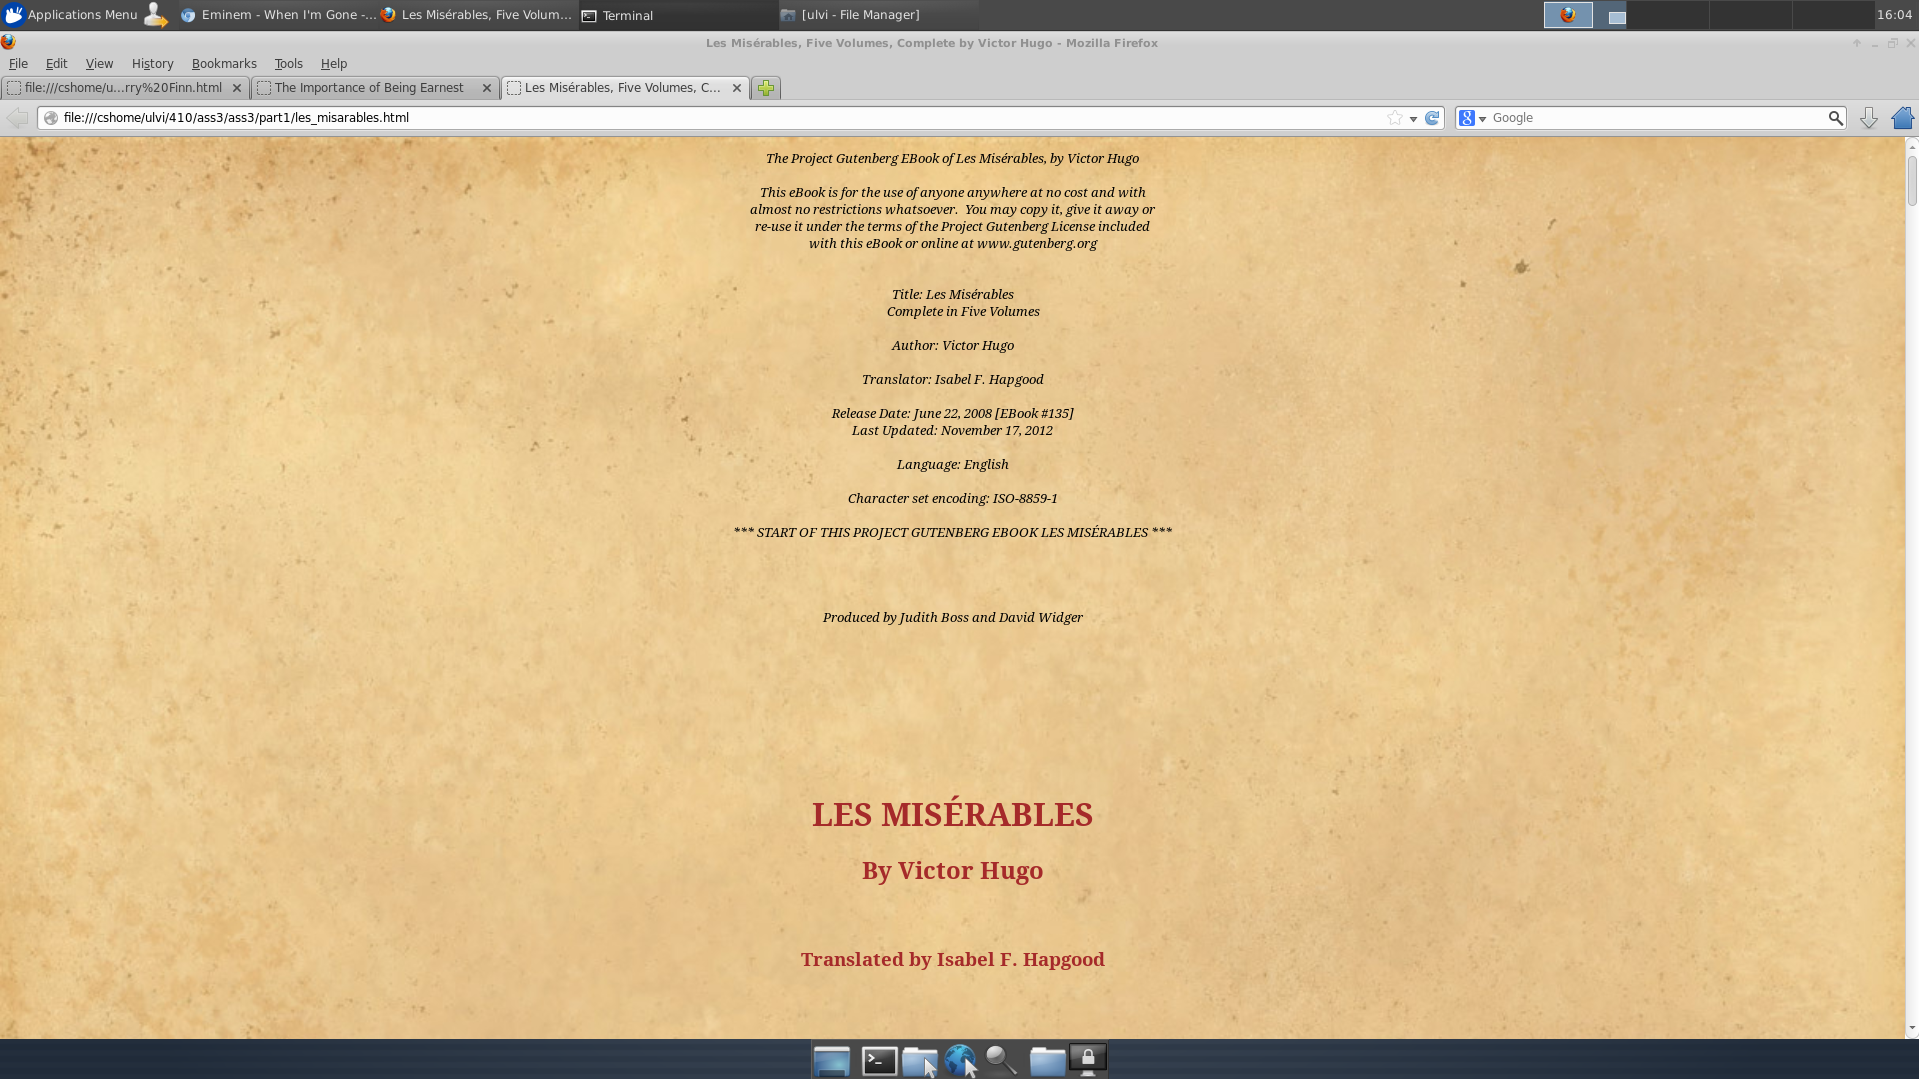 Applications Menu
Eminem - When I'm Gone -...
Les Misérables, Five Volum...
Terminal
[ulvi - File Manager]
16:04
Les Misérables, Five Volumes, Complete by Victor Hugo - Mozilla Firefox
File Edit View History Bookmarks Tools Help
file:///cshome/u...rry%20Finn.html
The Importance of Being Earnest
Les Misérables, Five Volumes, C...
file:///cshome/ulvi/410/ass3/ass3/part1/les_misarables.html
Google
The Project Gutenberg EBook of Les Misérables, by Victor Hugo
This eBook is for the use of anyone anywhere at no cost and with
almost no restrictions whatsoever.  You may copy it, give it away or
re-use it under the terms of the Project Gutenberg License included
with this eBook or online at www.gutenberg.org
Title: Les Misérables
Complete in Five Volumes
Author: Victor Hugo
Translator: Isabel F. Hapgood
Release Date: June 22, 2008 [EBook #135]
Last Updated: November 17, 2012
Language: English
Character set encoding: ISO-8859-1
*** START OF THIS PROJECT GUTENBERG EBOOK LES MISÉRABLES ***
Produced by Judith Boss and David Widger
LES MISÉRABLES
By Victor Hugo
Translated by Isabel F. Hapgood